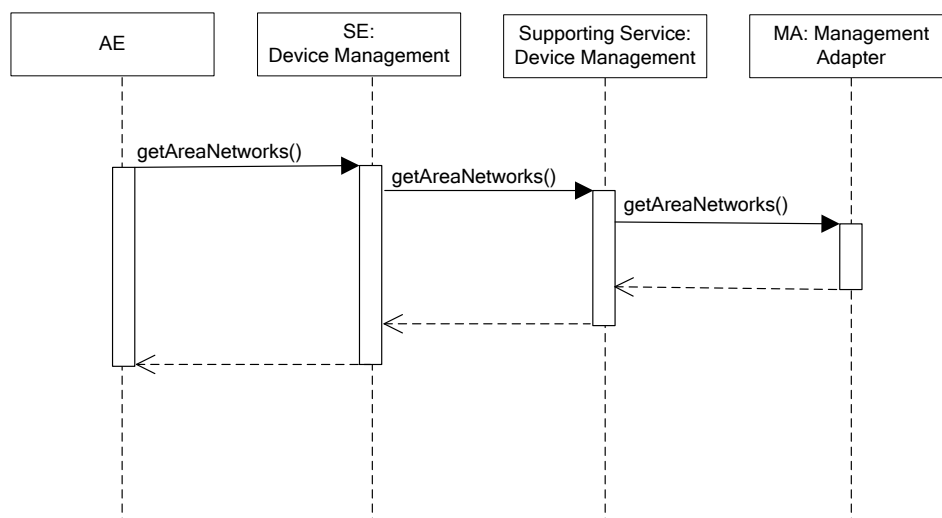 AE
SE:
Device Management
Supporting Service:
Device Management
MA: Management
Adapter
getAreaNetworks()
getAreaNetworks()
getAreaNetworks()